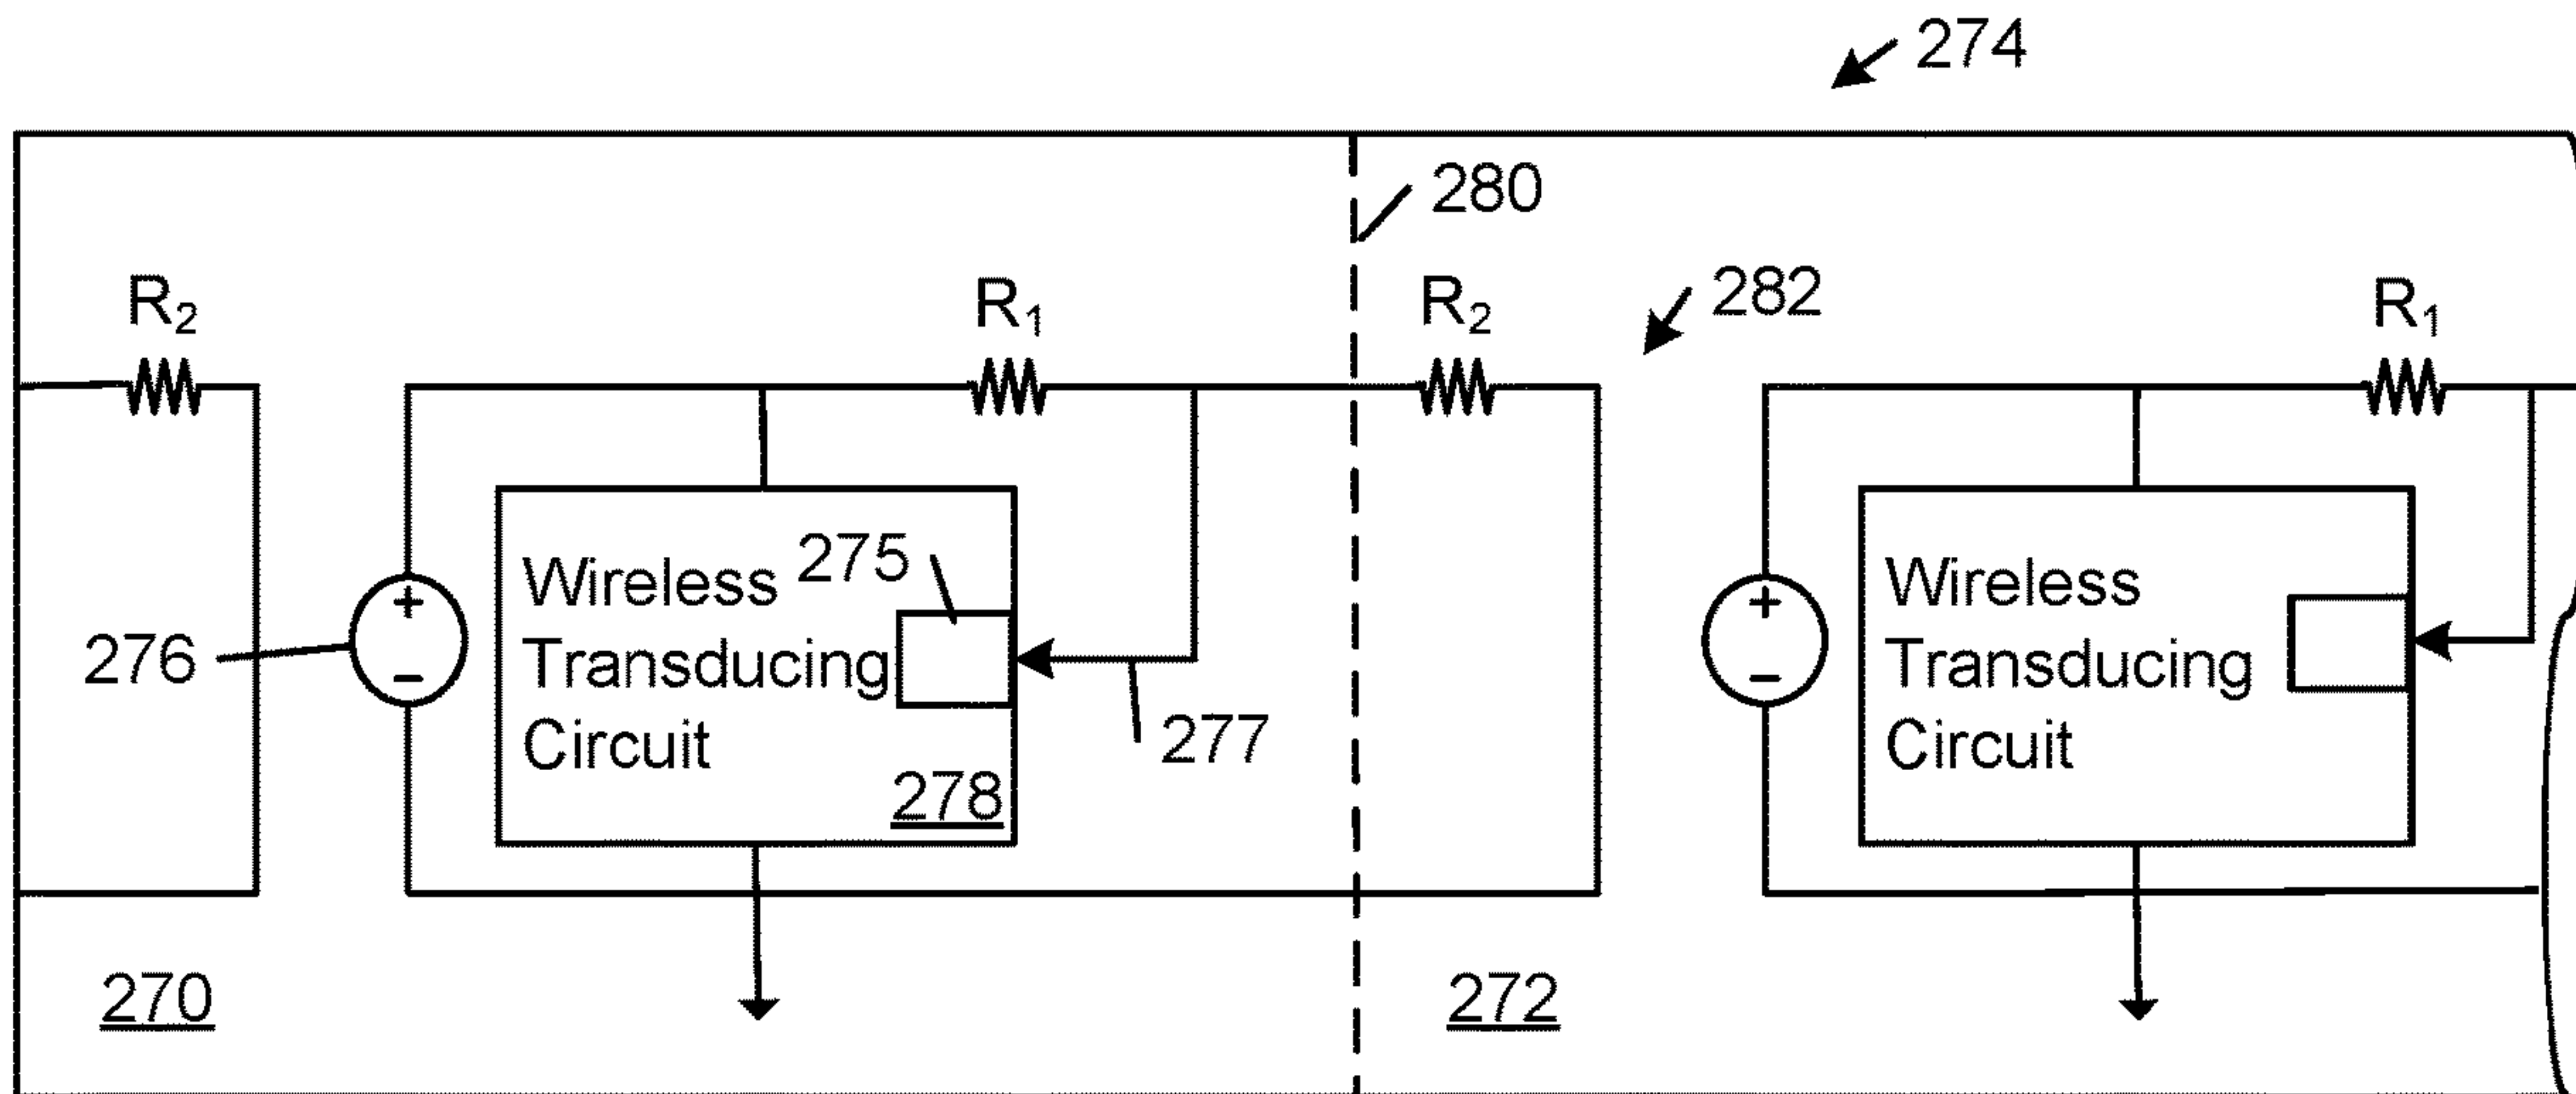 274
280
282
R₂
R₁
R₂
R₁
Wireless
Transducing
Circuit
275
276
277
278
Wireless
Transducing
Circuit
+
−
+
−
270
272